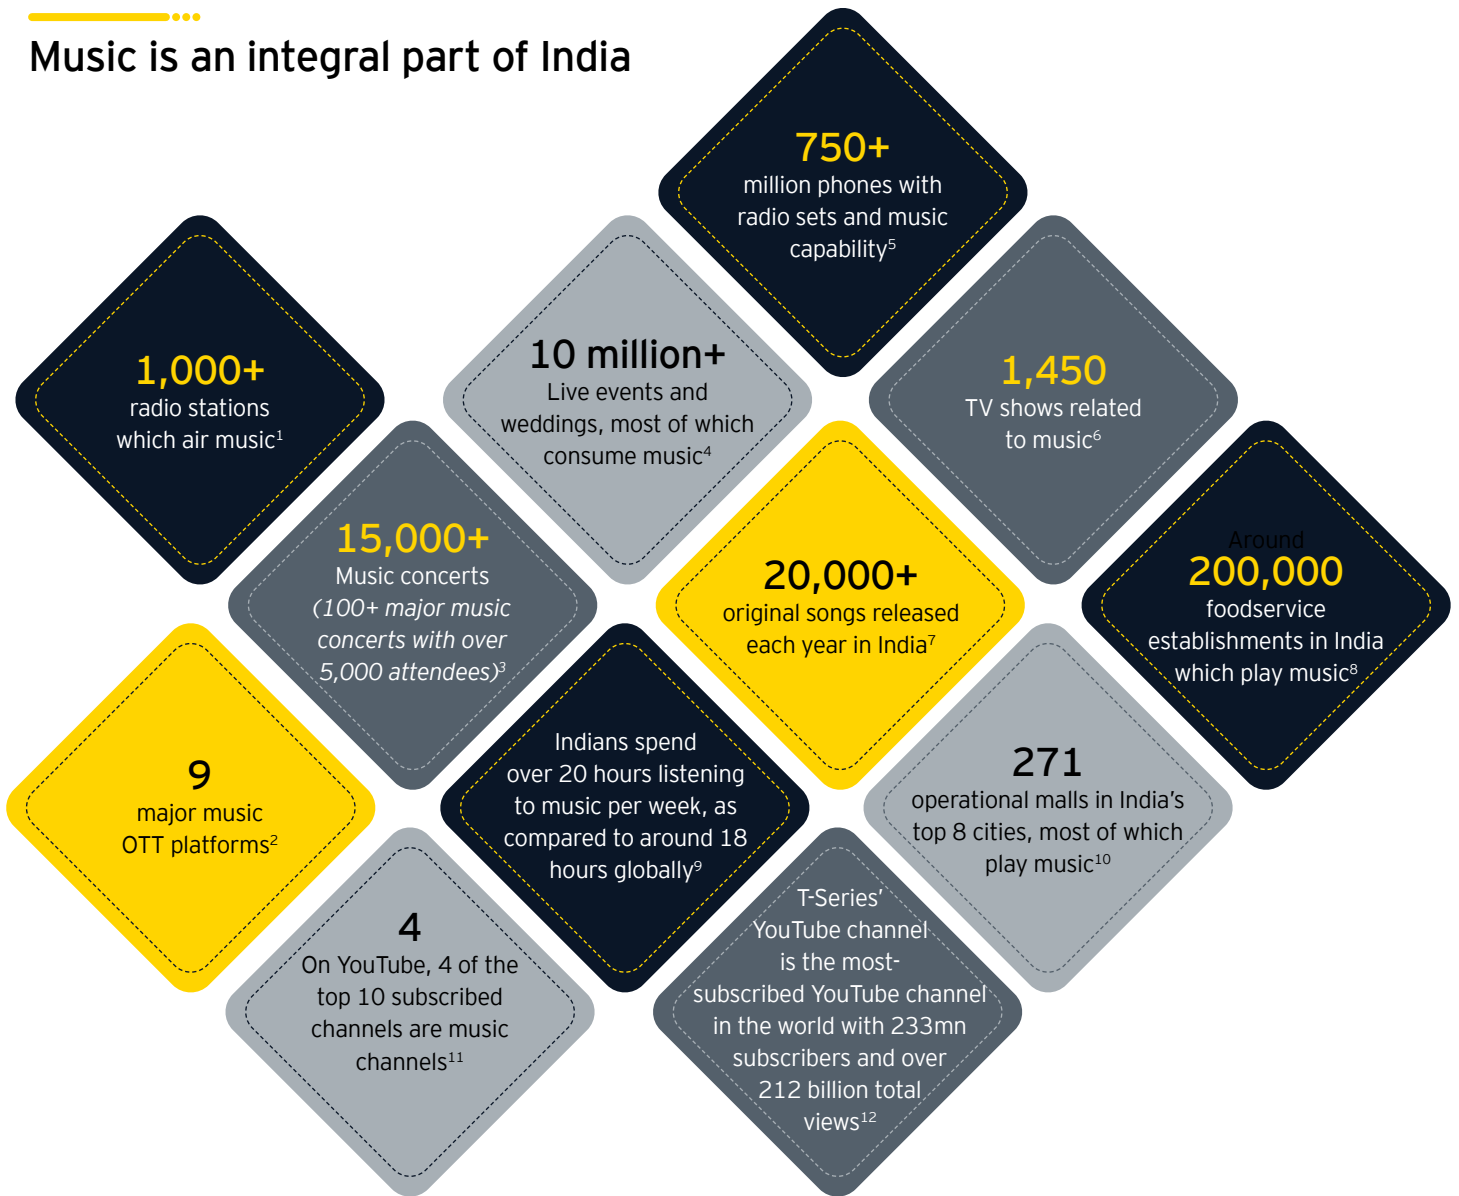 Music is an integral part of India
750+
million phones with
radio sets and music
capability⁵
1,000+
radio stations
which air music¹
10 million+
Live events and
weddings, most of which
consume music⁴
1,450
TV shows related
to music⁶
15,000+
Music concerts
(100+ major music
concerts with over
5,000 attendees)³
20,000+
original songs released
each year in India⁷
Around
200,000
foodservice
establishments in India
which play music⁸
9
major music
OTT platforms²
Indians spend
over 20 hours listening
to music per week, as
compared to around 18
hours globally⁹
271
operational malls in India's
top 8 cities, most of which
play music¹⁰
4
On YouTube, 4 of the
top 10 subscribed
channels are music
channels¹¹
T-Series'
YouTube channel
is the most-
subscribed YouTube channel
in the world with 233mn
subscribers and over
212 billion total
views¹²